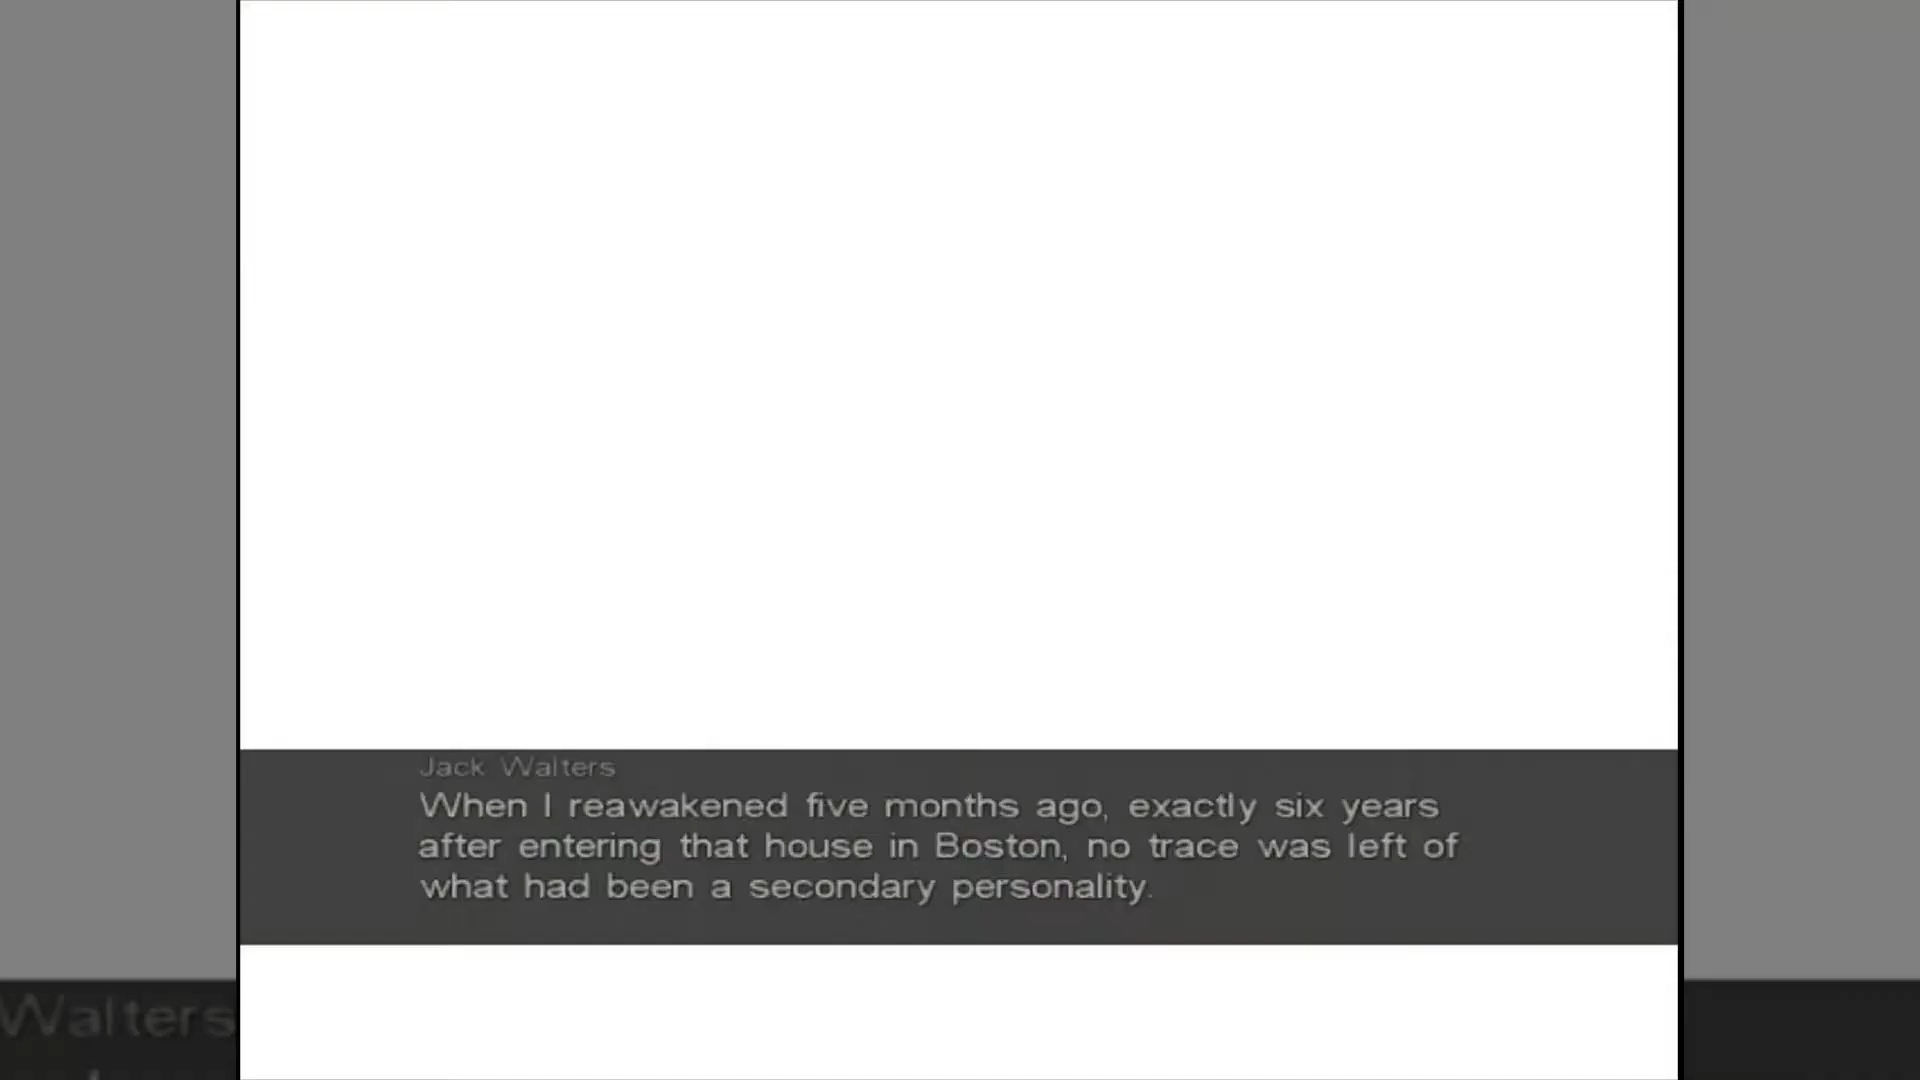 Jack Walters
When I reawakened five months ago, exactly six years
after entering that house in Boston, no trace was left of
what had been a secondary personality.
Walters